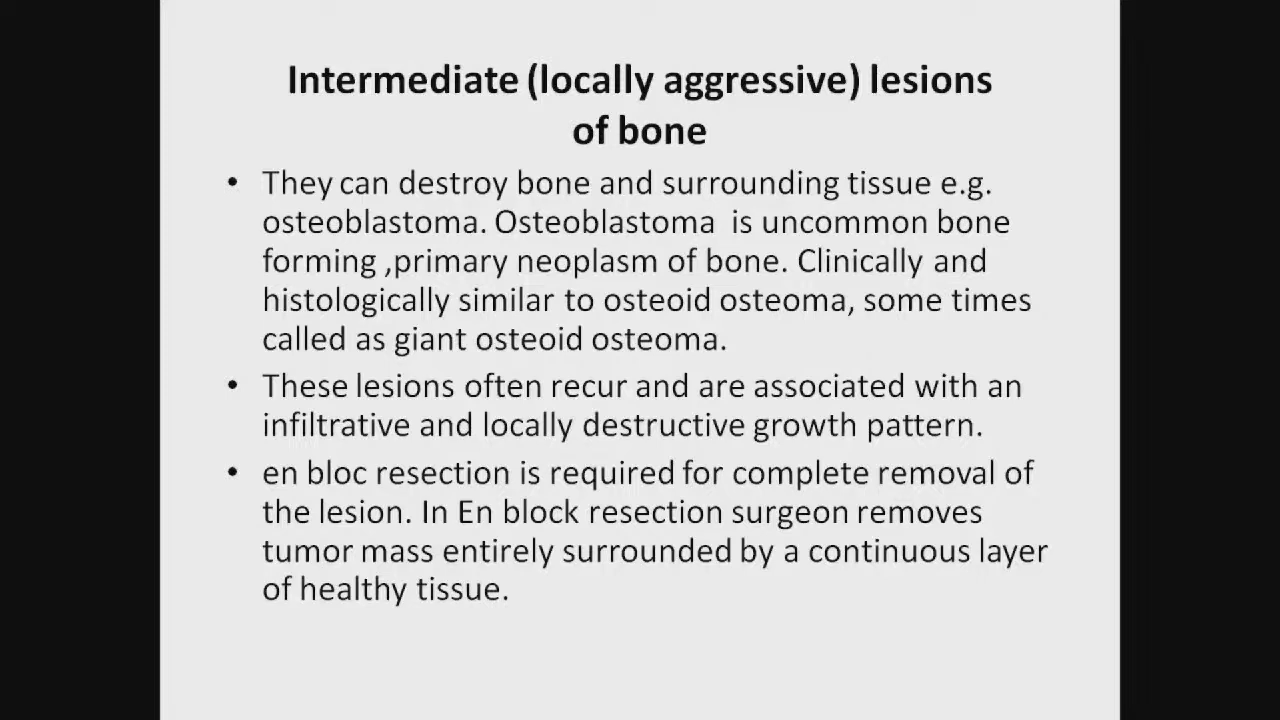 Intermediate (locally aggressive) lesions
of bone
• They can destroy bone and surrounding tissue e.g.
osteoblastoma. Osteoblastoma is uncommon bone
forming ,primary neoplasm of bone. Clinically and
histologically similar to osteoid osteoma, some times
called as giant osteoid osteoma.
• These lesions often recur and are associated with an
infiltrative and locally destructive growth pattern.
• en bloc resection is required for complete removal of
the lesion. In En block resection surgeon removes
tumor mass entirely surrounded by a continuous layer
of healthy tissue.